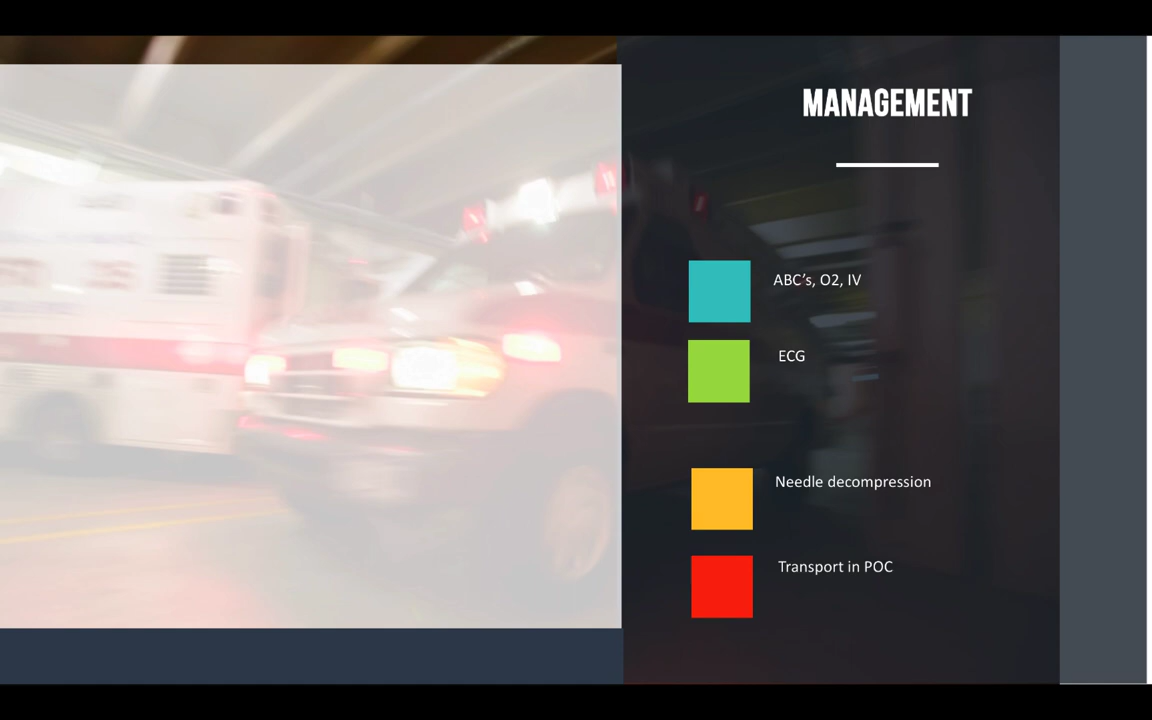 MANAGEMENT
ABC’s, O2, IV
ECG
Needle decompression
Transport in POC